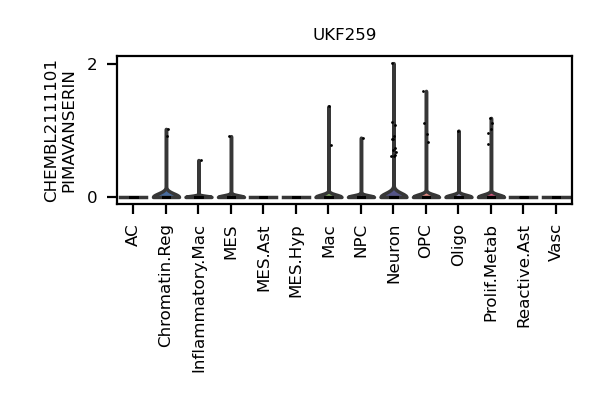 UKF259
CHEMBL2111101
PIMAVANSERIN
2
0
AC
Chromatin.Reg
Inflammatory.Mac
MES
MES.Ast
MES.Hyp
Mac
NPC
Neuron
OPC
Oligo
Prolif.Metab
Reactive.Ast
Vasc